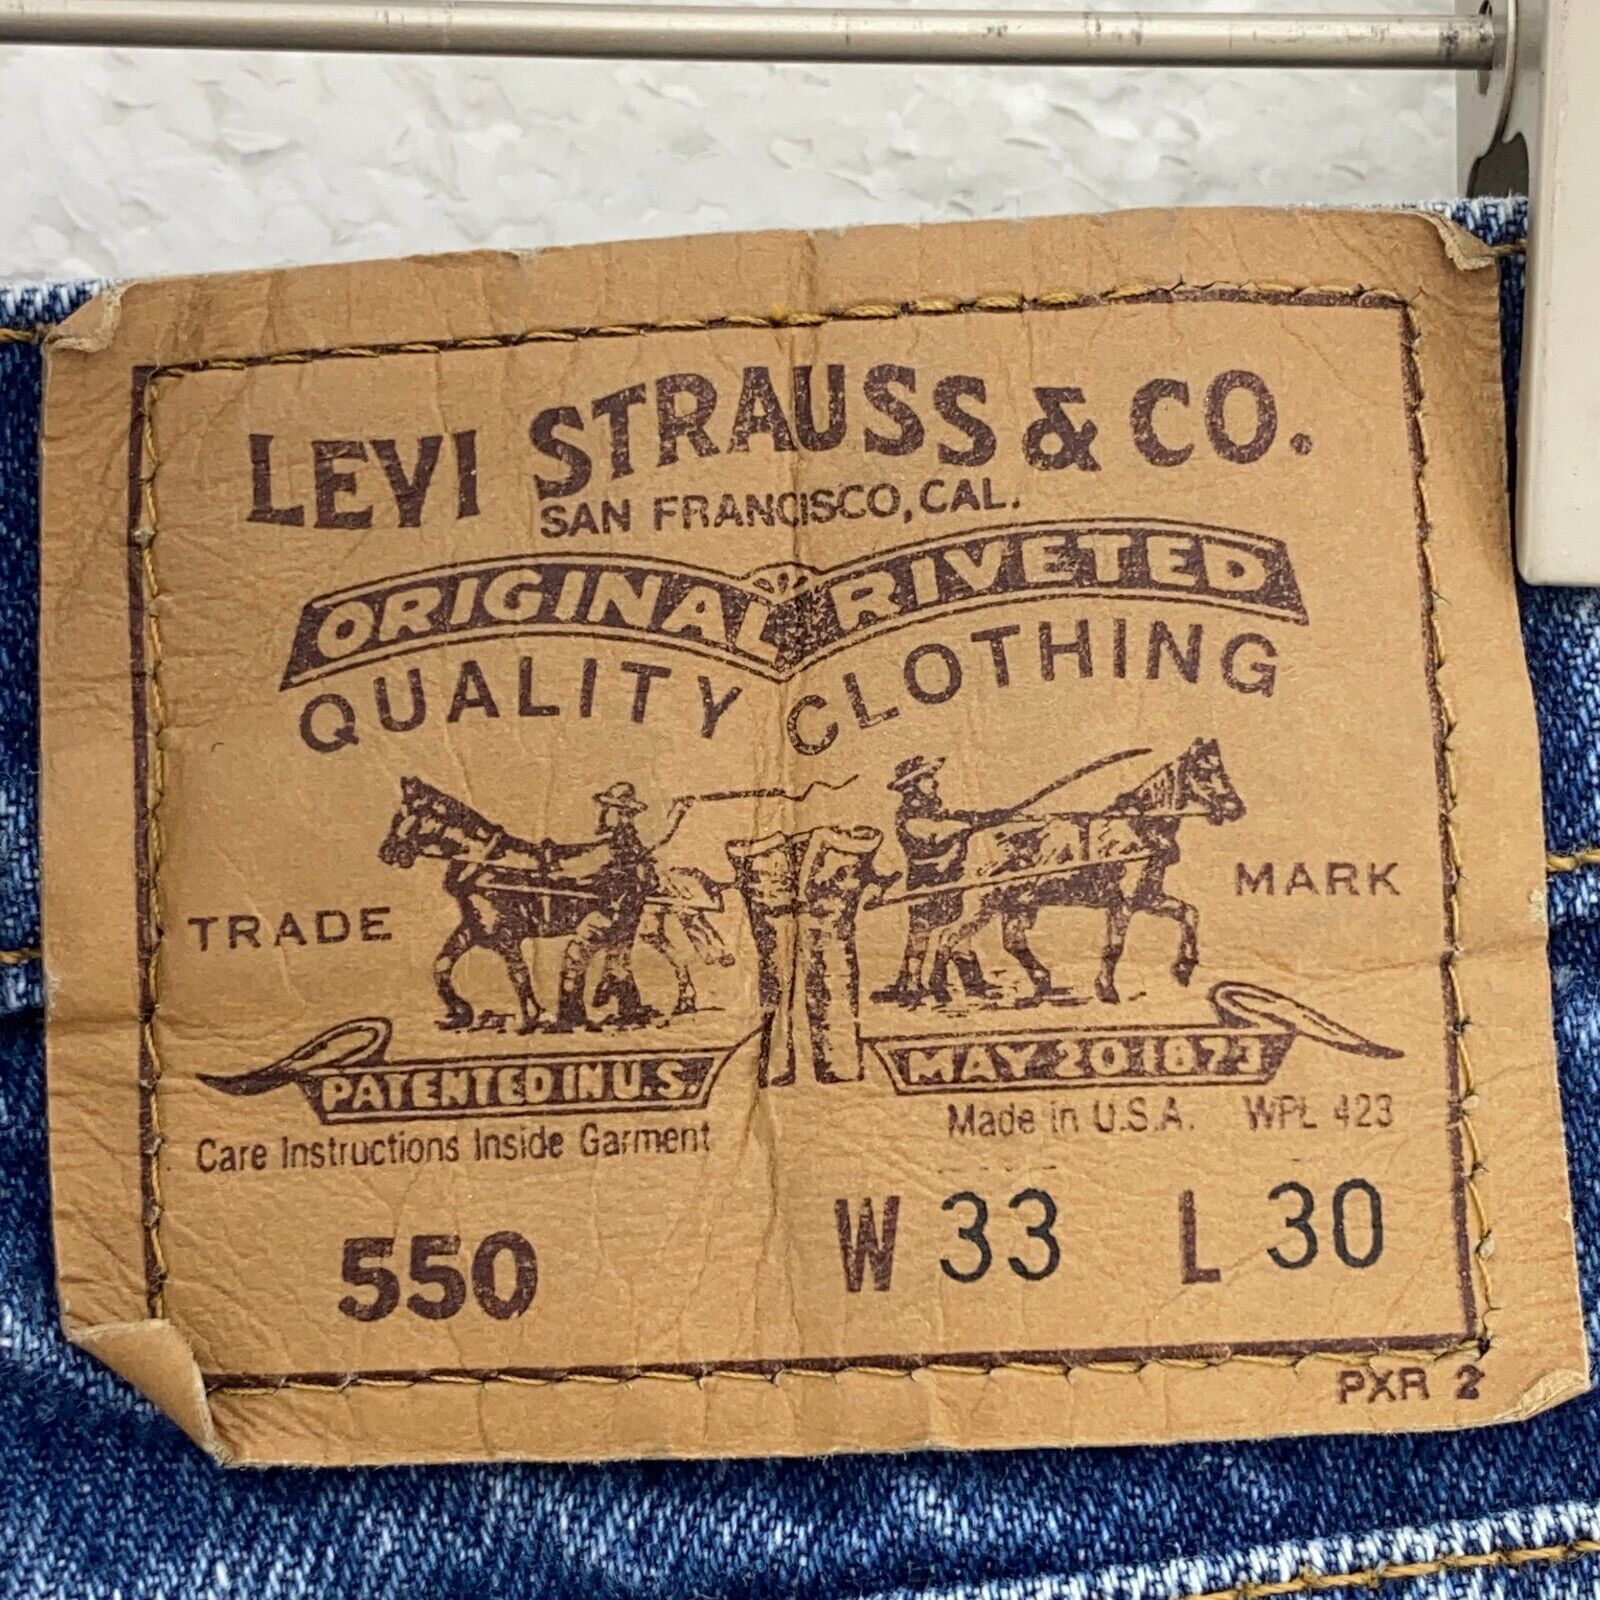 LEVI STRAUSS & CO.
SAN FRANCISCO, CAL.
ORIGINAL RIVETED
QUALITY CLOTHING
TRADE MARK
PATENTED IN U.S. MAY 20 1873
Care Instructions Inside Garment Made in U.S.A. WPL 423
550 W 33 L 30
PXR 2